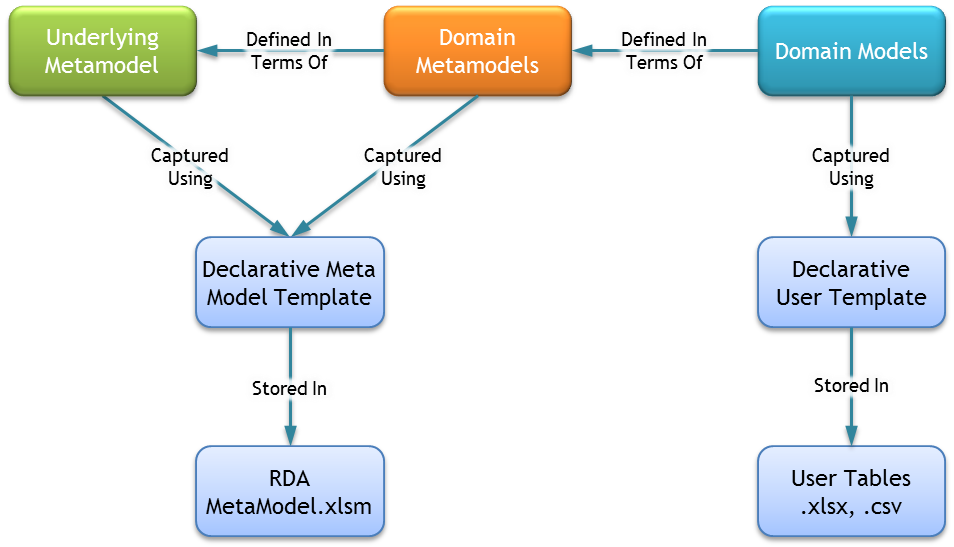 Underlying
Metamodel
Defined In
Terms Of
Domain
Metamodels
Defined In
Terms Of
Domain Models
Captured
Using
Captured
Using
Captured
Using
Declarative Meta
Model Template
Declarative
User Template
Stored In
Stored In
RDA
MetaModel.xlsm
User Tables
.xlsx, .csv